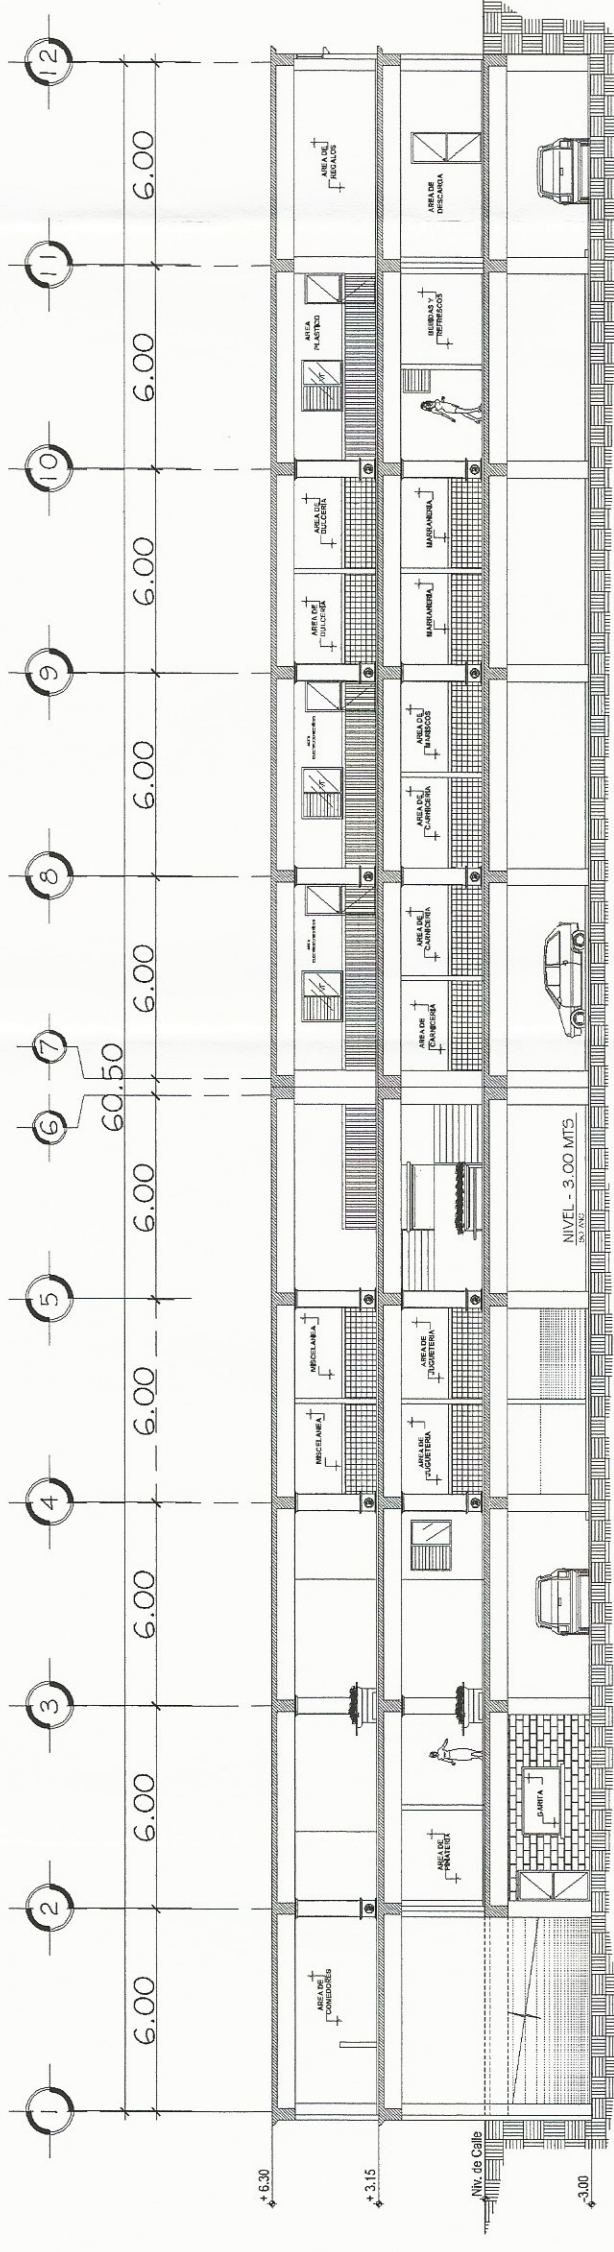 1
2
3
4
5
6
7
8
9
10
11
12
60.50
6.00
6.00
6.00
6.00
6.00
6.00
6.00
6.00
6.00
6.00
+ 6.30
+ 3.15
Niv. de Calle
-3.00
AREA DE
COMEDORES
MISCELANEA
MISCELANEA
AREA DE
DULCERÍA
AREA DE
DULCERÍA
AREA
PLASTICO
AREA DE
REGALOS
AREA DE
PIÑATERÍA
AREA DE
JUGUETERIA
AREA DE
JUGUETERIA
AREA DE
CARNICERIA
AREA DE
CARNICERIA
AREA DE
CARNICERIA
AREA DE
MARISCOS
MARRANERIA
MARRANERIA
BEBIDAS Y
REFRESCOS
AREA DE
DESCARGA
GARITA
NIVEL - 3.00 MTS